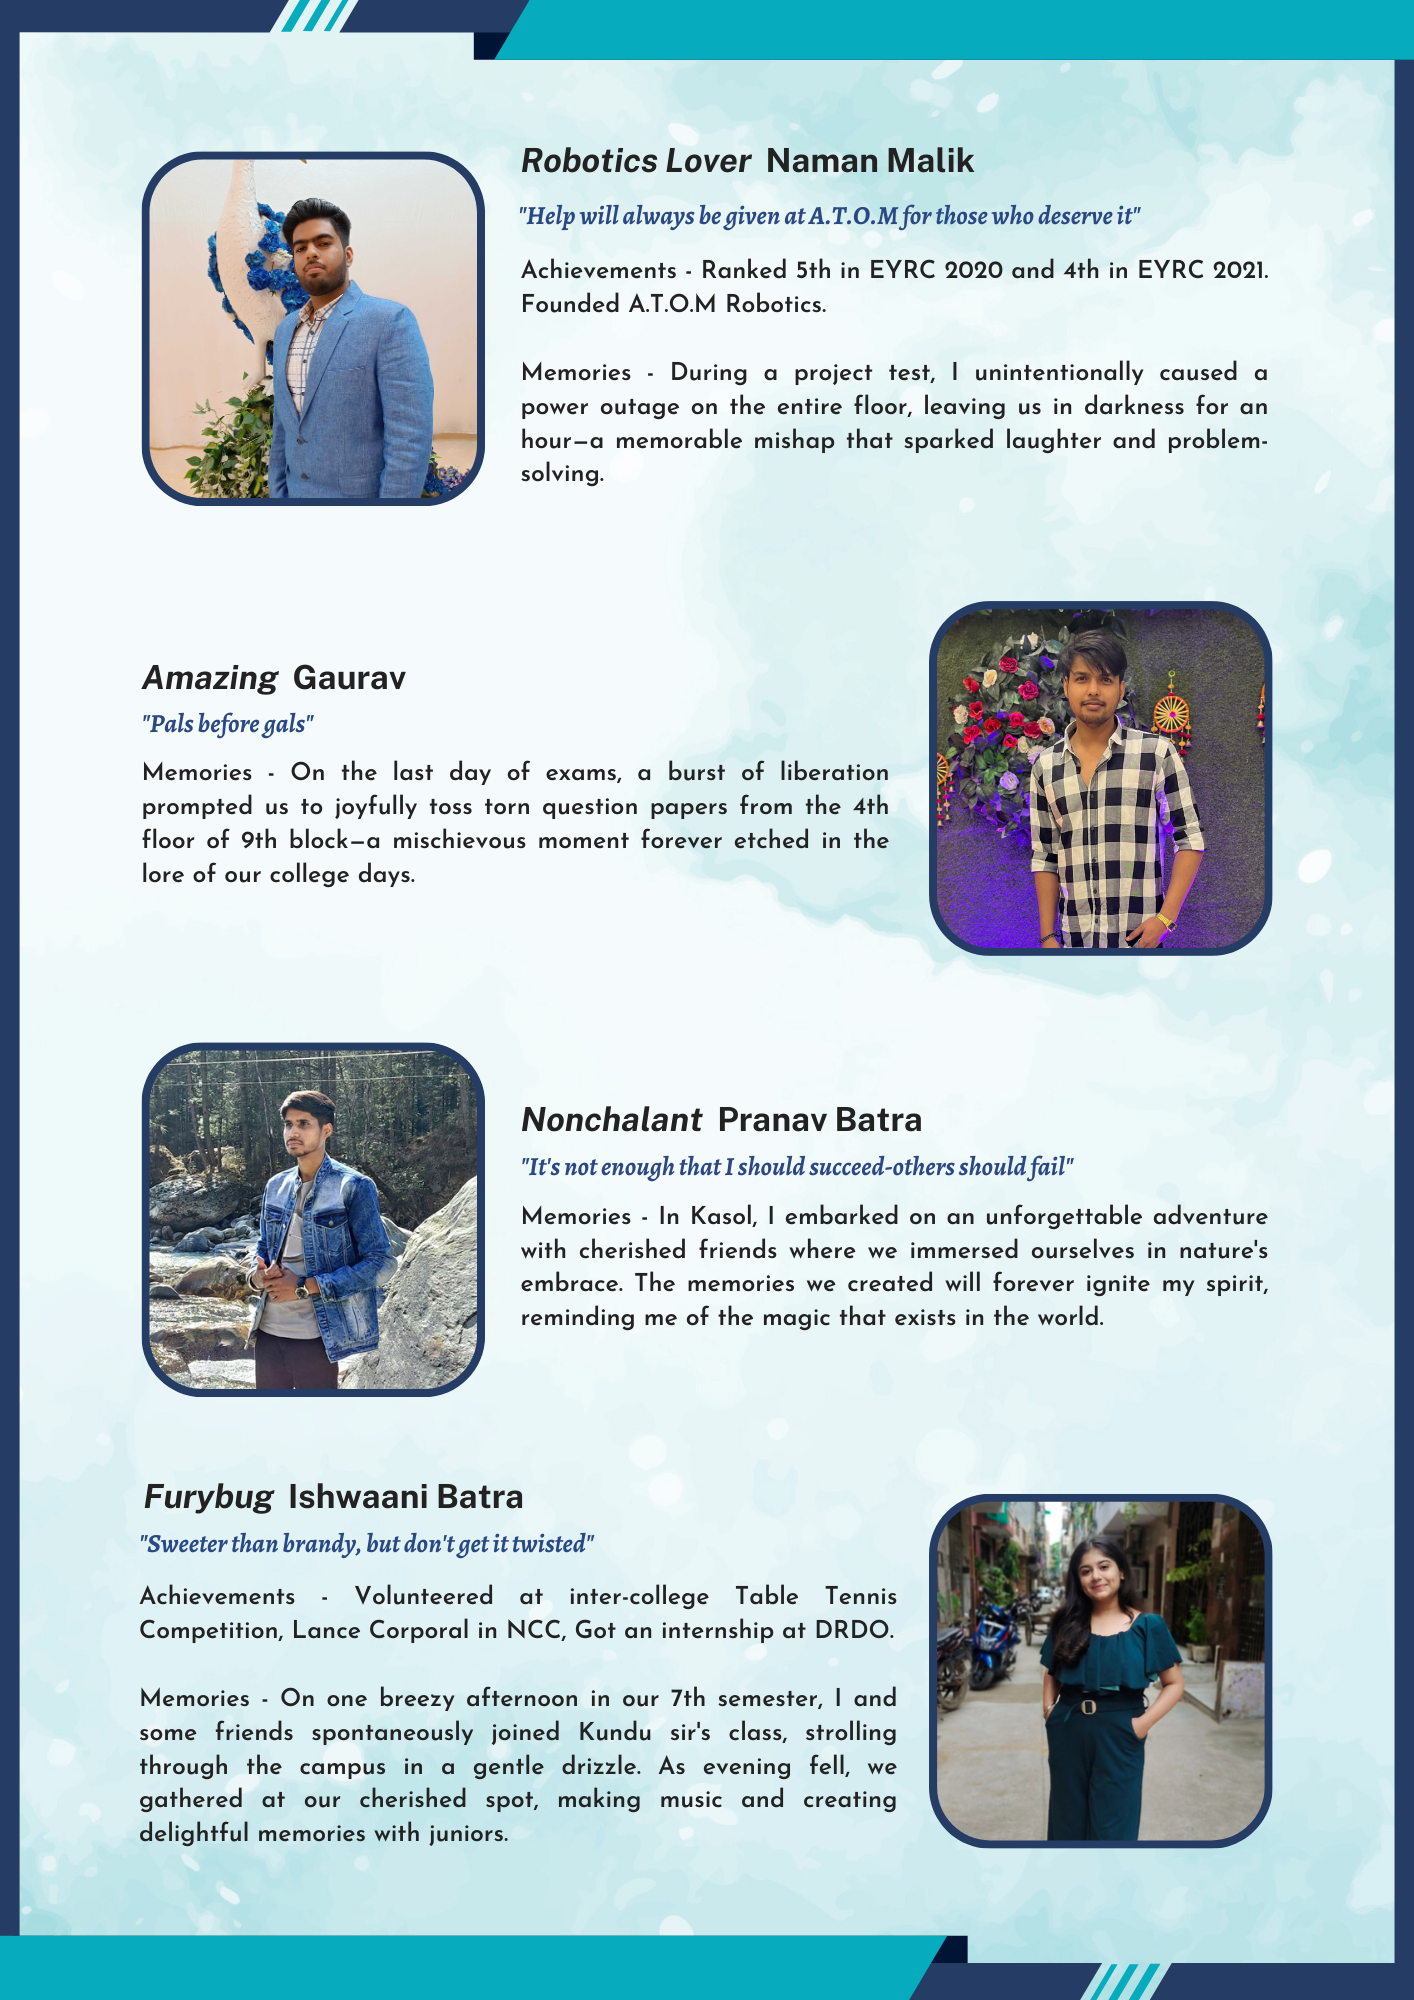 Robotics Lover Naman Malik
"Help will always be given at A.T.O.M for those who deserve it"
Achievements - Ranked 5th in EYRC 2020 and 4th in EYRC 2021.
Founded A.T.O.M Robotics.
Memories - During a project test, I unintentionally caused a
power outage on the entire floor, leaving us in darkness for an
hour—a memorable mishap that sparked laughter and problem-
solving.
Amazing Gaurav
"Pals before gals"
Memories - On the last day of exams, a burst of liberation
prompted us to joyfully toss torn question papers from the 4th
floor of 9th block—a mischievous moment forever etched in the
lore of our college days.
Nonchalant Pranav Batra
"It's not enough that I should succeed-others should fail"
Memories - In Kasol, I embarked on an unforgettable adventure
with cherished friends where we immersed ourselves in nature's
embrace. The memories we created will forever ignite my spirit,
reminding me of the magic that exists in the world.
Furybug Ishwaani Batra
"Sweeter than brandy, but don't get it twisted"
Achievements - Volunteered at inter-college Table Tennis
Competition, Lance Corporal in NCC, Got an internship at DRDO.
Memories - On one breezy afternoon in our 7th semester, I and
some friends spontaneously joined Kundu sir's class, strolling
through the campus in a gentle drizzle. As evening fell, we
gathered at our cherished spot, making music and creating
delightful memories with juniors.